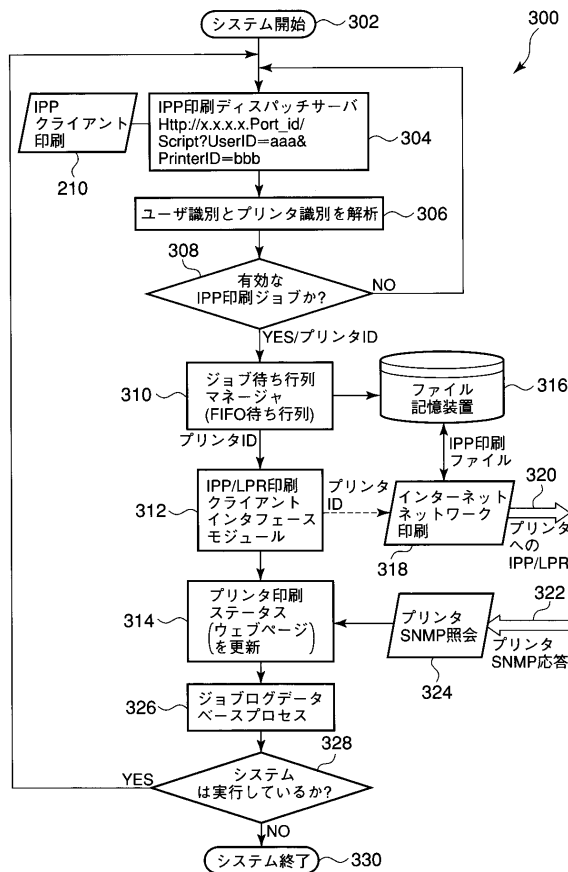 システム開始
302
300
IPP
クライアント
印刷
210
IPP印刷ディスパッチサーバ
Http://x.x.x.x.Port_id/
Script?UserID=aaa&
PrinterID=bbb
304
ユーザ識別とプリンタ識別を解析
306
308
有効な
IPP印刷ジョブか?
NO
YES/プリンタID
310
ジョブ待ち行列
マネージャ
(FIFO待ち行列)
ファイル
記憶装置
316
プリンタID
IPP印刷
ファイル
312
IPP/LPR印刷
クライアント
インタフェース
モジュール
プリンタ
ID
インターネット
ネットワーク
印刷
318
320
プリンタ
への
IPP/LPR
314
プリンタ印刷
ステータス
(ウェブページ)
を更新
プリンタ
SNMP照会
324
322
プリンタ
SNMP応答
326
ジョブログデータ
ベースプロセス
328
システム
は実行しているか?
YES
NO
システム終了
330